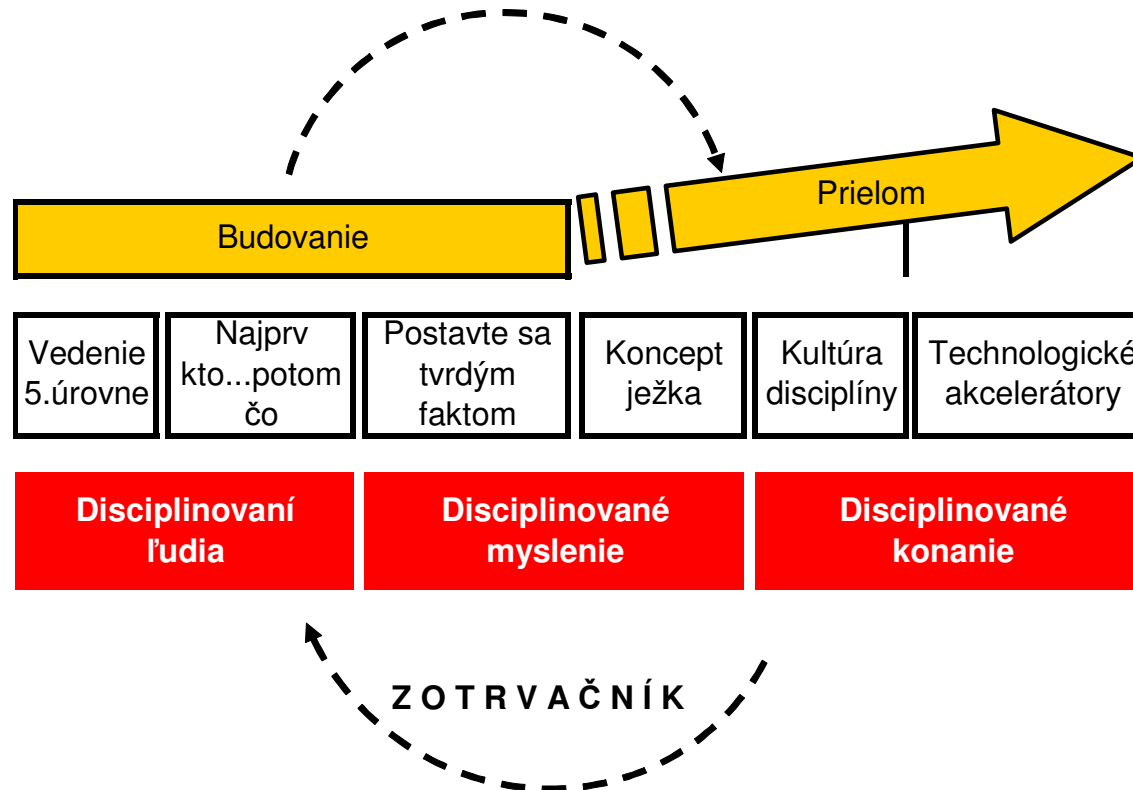 Prielom
Budovanie
Vedenie
5.úrovne
Najprv
kto...potom
čo
Postavte sa
tvrdým
faktom
Koncept
ježka
Kultúra
disciplíny
Technologické
akcelerátory
Disciplinovaní
ľudia
Disciplinované
myslenie
Disciplinované
konanie
Z O T R V A Č N Í K